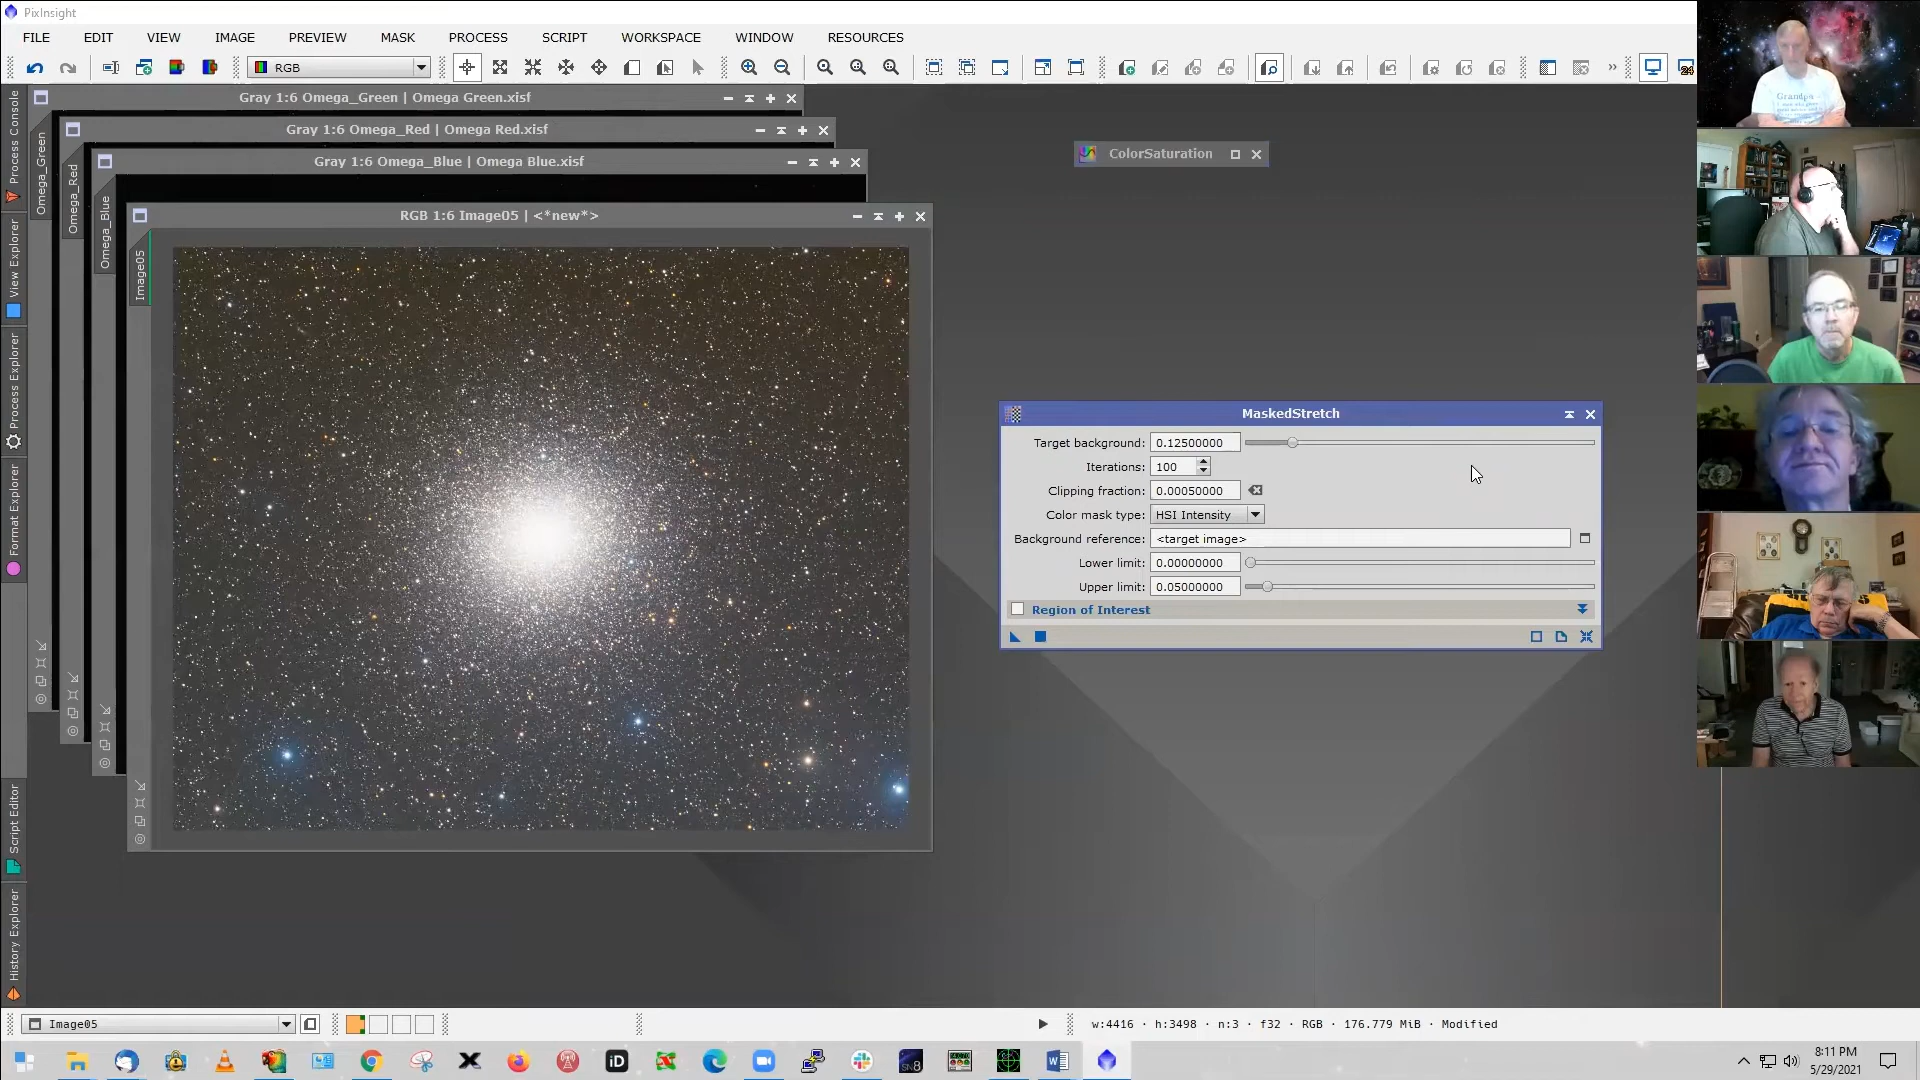 PixInsight
FILE EDIT VIEW IMAGE PREVIEW MASK PROCESS SCRIPT WORKSPACE WINDOW RESOURCES
RGB
24
Process Console
View Explorer
Process Explorer
Format Explorer
Script Editor
History Explorer
Gray 1:6 Omega_Green | Omega Green.xisf
Omega_Green
Gray 1:6 Omega_Red | Omega Red.xisf
Omega_Red
Gray 1:6 Omega_Blue | Omega Blue.xisf
Omega_Blue
RGB 1:6 Image05 | <*new*>
Image05
ColorSaturation
MaskedStretch
Target background: 0.12500000
Iterations: 100
Clipping fraction: 0.00050000
Color mask type: HSI Intensity
Background reference: <target image>
Lower limit: 0.00000000
Upper limit: 0.05000000
Region of Interest
Grandpa
Image05
w:4416 · h:3498 · n:3 · f32 · RGB · 176.779 MiB · Modified
iD
SN8
8:11 PM
5/29/2021